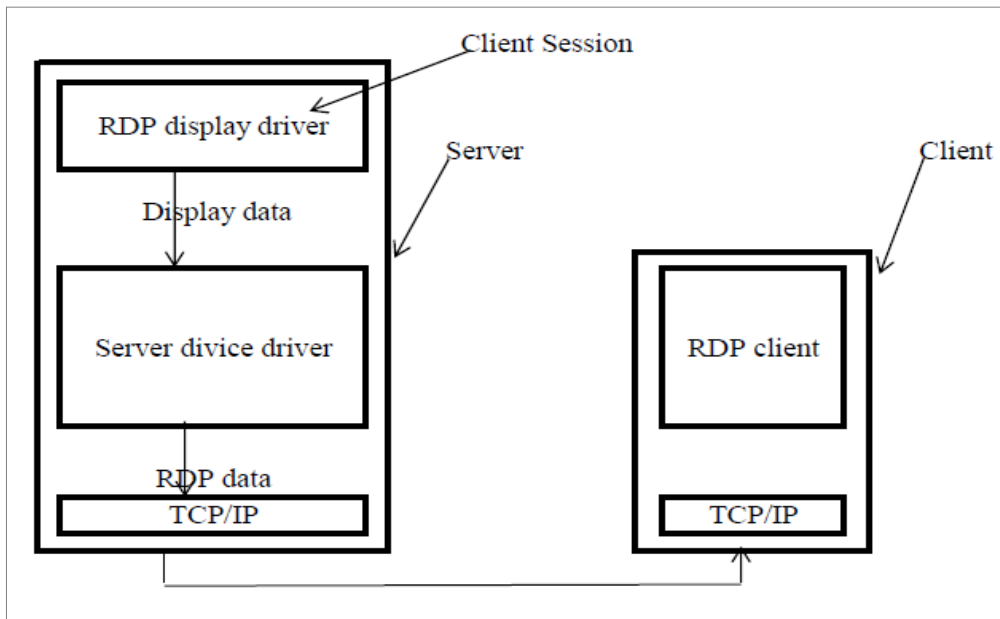 Client Session
RDP display driver
Server
Client
Display data
Server divice driver
RDP client
RDP data
TCP/IP
TCP/IP